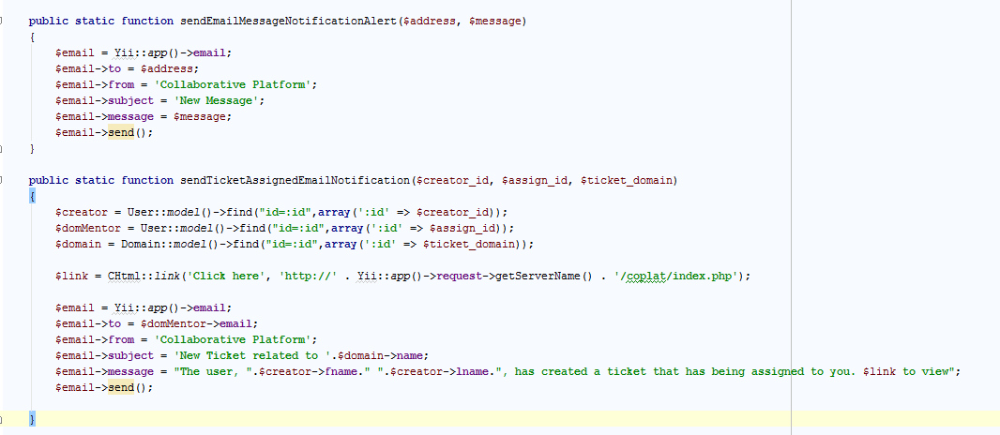 public static function sendEmailMessageNotificationAlert($address, $message)
{
    $email = Yii::app()->email;
    $email->to = $address;
    $email->from = 'Collaborative Platform';
    $email->subject = 'New Message';
    $email->message = $message;
    $email->send();
}
public static function sendTicketAssignedEmailNotification($creator_id, $assign_id, $ticket_domain)
{
    $creator = User::model()->find("id=:id",array(':id' => $creator_id));
    $domMentor = User::model()->find("id=:id",array(':id' => $assign_id));
    $domain = Domain::model()->find("id=:id",array(':id' => $ticket_domain));
    $link = CHtml::link('Click here', 'http://' . Yii::app()->request->getServerName() . '/coplat/index.php');
    $email = Yii::app()->email;
    $email->to = $domMentor->email;
    $email->from = 'Collaborative Platform';
    $email->subject = 'New Ticket related to '.$domain->name;
    $email->message = "The user, ".$creator->fname." ".$creator->lname.", has created a ticket that has being assigned to you. $link to view";
    $email->send();
}